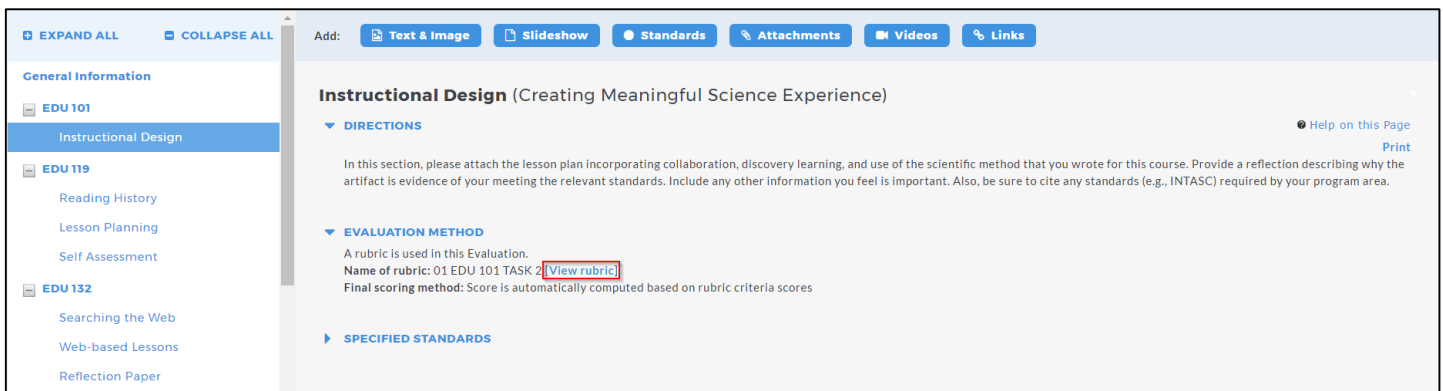 EXPAND ALL
COLLAPSE ALL
General Information
EDU 101
Instructional Design
EDU 119
Reading History
Lesson Planning
Self Assessment
EDU 132
Searching the Web
Web-based Lessons
Reflection Paper
Add:
Text & Image
Slideshow
Standards
Attachments
Videos
Links
Instructional Design (Creating Meaningful Science Experience)
DIRECTIONS
Help on this Page
Print
In this section, please attach the lesson plan incorporating collaboration, discovery learning, and use of the scientific method that you wrote for this course. Provide a reflection describing why the
artifact is evidence of your meeting the relevant standards. Include any other information you feel is important. Also, be sure to cite any standards (e.g., INTASC) required by your program area.
EVALUATION METHOD
A rubric is used in this Evaluation.
Name of rubric: 01 EDU 101 TASK 2 [View rubric]
Final scoring method: Score is automatically computed based on rubric criteria scores
SPECIFIED STANDARDS